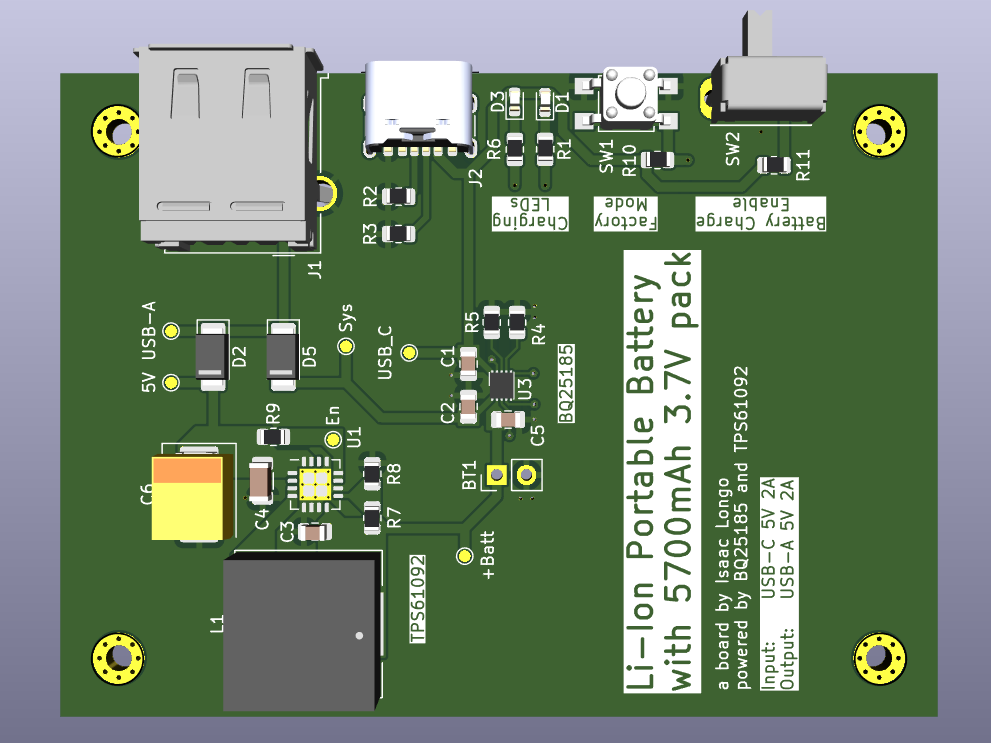 D3
D1
R6
R1
SW1
R10
SW2
R11
J2
R2
R3
Charging
LEDs
Factory
Mode
Battery Charge
Enable
J1
USB-A
5V
D2
D5
Sys
USB_C
C1
C2
R5
R4
U3
BQ25185
C5
BT1
R9
En
U1
C6
C4
C3
R8
R7
+Batt
L1
TPS61092
Li-Ion Portable Battery
with 5700mAh 3.7V pack
a board by Isaac Longo
powered by BQ25185 and TPS61092
Input: USB-C 5V 2A
Output: USB-A 5V 2A